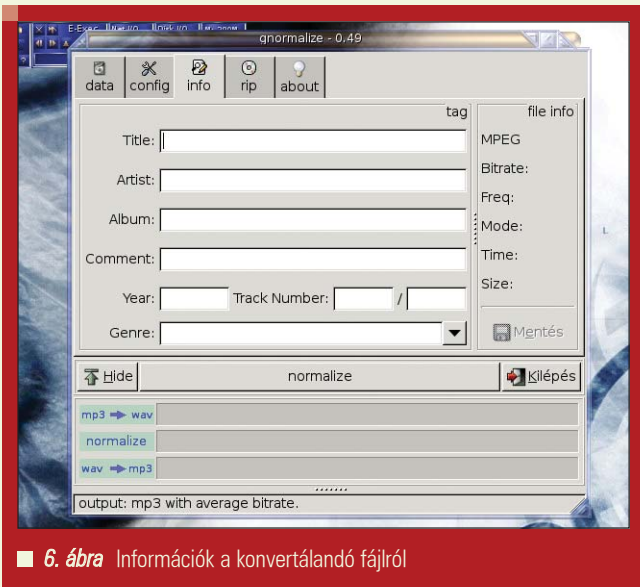 E-Exec Net I/O Disk I/O
gnormalize - 0.49
data config info rip about
tag
file info
Title:
MPEG
Artist:
Bitrate:
Freq:
Album:
Mode:
Comment:
Time:
Year: Track Number: /
Size:
Genre:
Mentés
Hide normalize Kilépés
mp3 → wav
normalize
wav → mp3
output: mp3 with average bitrate.
6. ábra Információk a konvertálandó fájlról